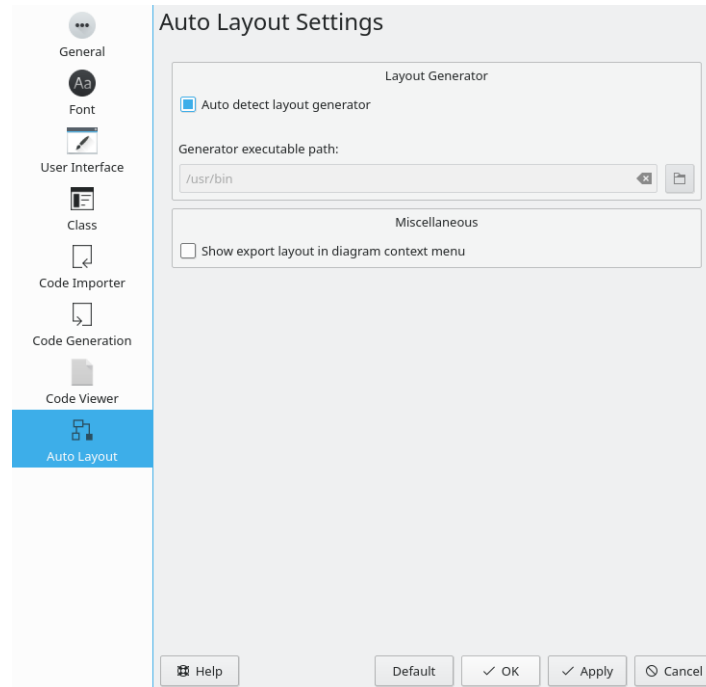 Auto Layout Settings
General
Aa
Font
User Interface
Class
Code Importer
Code Generation
Code Viewer
Auto Layout
Layout Generator
Auto detect layout generator
Generator executable path:
/usr/bin
Miscellaneous
Show export layout in diagram context menu
Help
Default
OK
Apply
Cancel